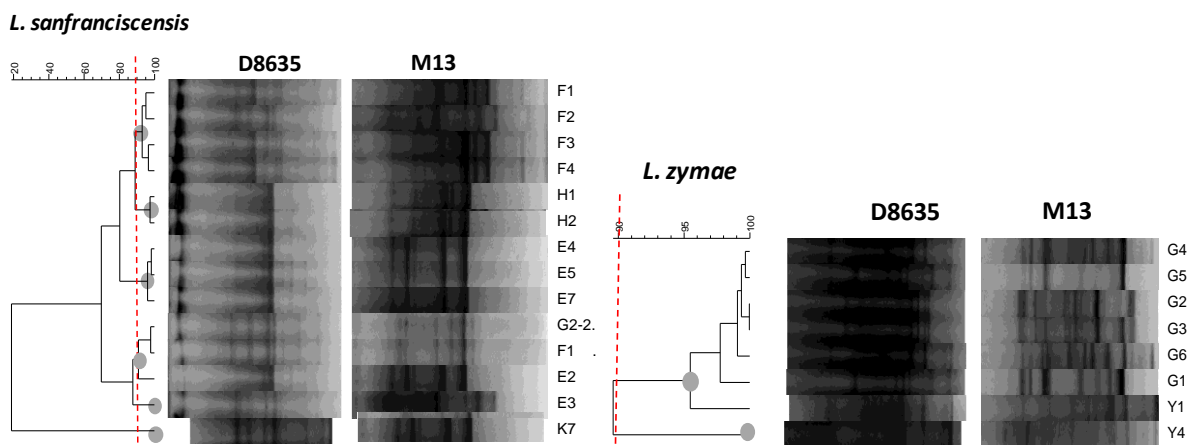 L. sanfranciscensis
D8635 M13
20 40 60 80 100
F1
F2
F3
F4
H1
H2
E4
E5
E7
G2-2.
F1 .
E2
E3
K7
L. zymae
D8635 M13
90 95 100
G4
G5
G2
G3
G6
G1
Y1
Y4